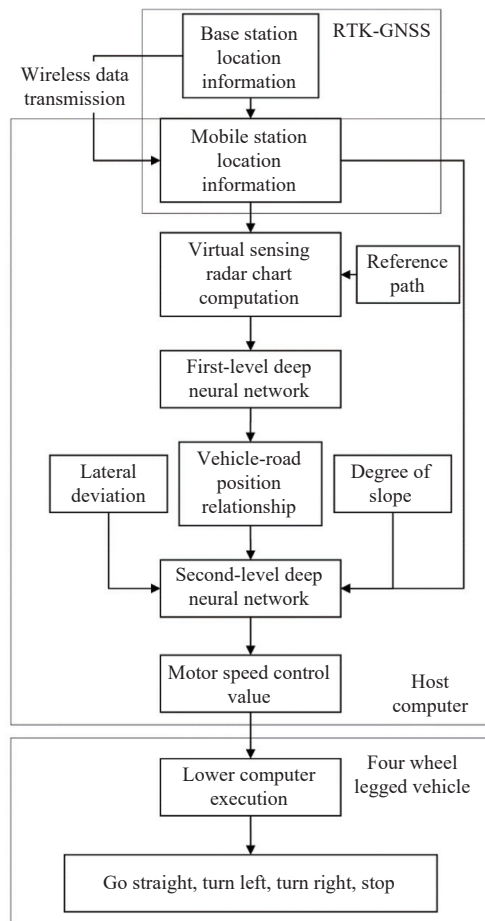 Base station
location
information
RTK-GNSS
Wireless data
transmission
Mobile station
location
information
Virtual sensing
radar chart
computation
Reference
path
First-level deep
neural network
Lateral
deviation
Vehicle-road
position
relationship
Degree of
slope
Second-level deep
neural network
Motor speed control
value
Host
computer
Lower computer
execution
Four wheel
legged vehicle
Go straight, turn left, turn right, stop